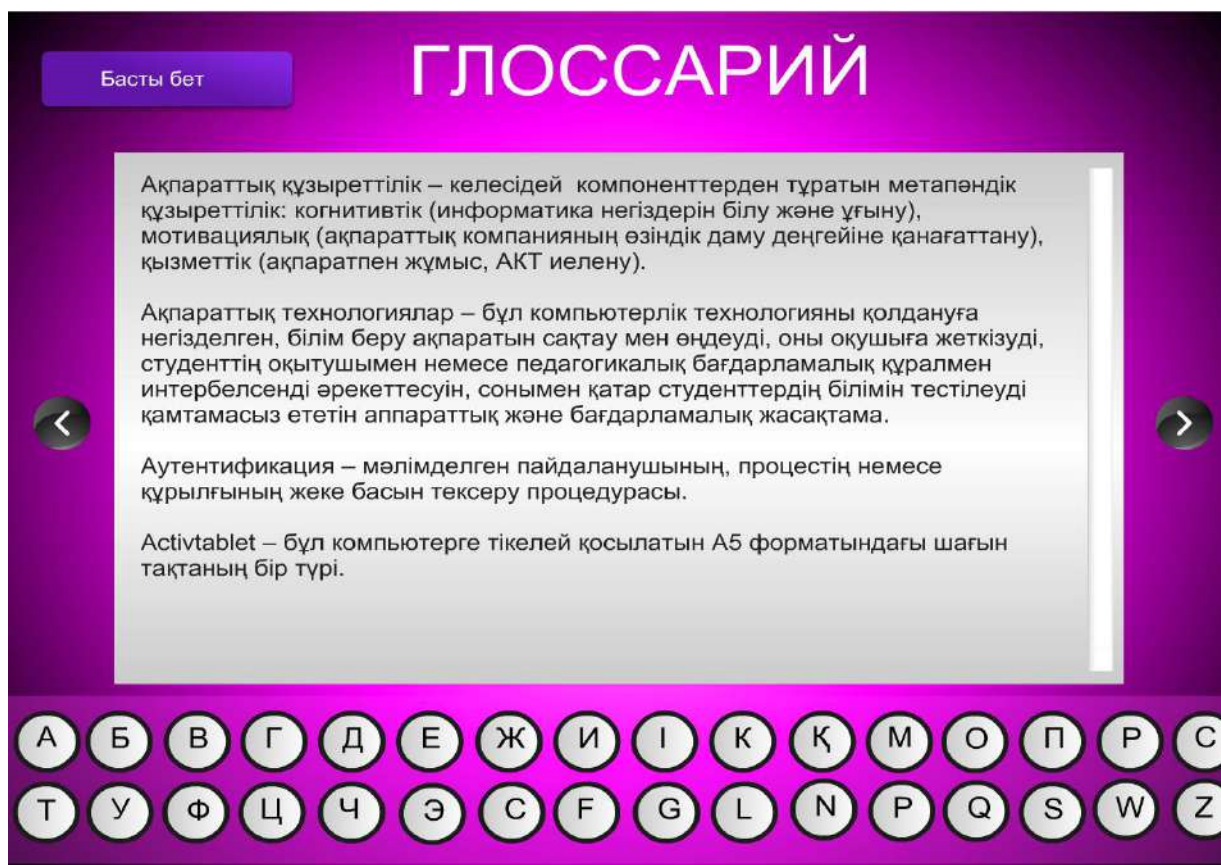 Басты бет
ГЛОССАРИЙ
Ақпараттық құзыреттілік – келесідей  компоненттерден тұратын метапәндік
құзыреттілік: когнитивтік (информатика негіздерін білу және ұғыну),
мотивациялық (ақпараттық компанияның өзіндік даму деңгейіне қанағаттану),
қызметтік (ақпаратпен жұмыс, АКТ иелену).
Ақпараттық технологиялар – бұл компьютерлік технологияны қолдануға
негізделген, білім беру ақпаратын сақтау мен өңдеуді, оны оқушыға жеткізуді,
студенттің оқытушымен немесе педагогикалық бағдарламалық құралмен
интербелсенді әрекеттесуін, сонымен қатар студенттердің білімін тестілеуді
қамтамасыз ететін аппараттық және бағдарламалық жасақтама.
Аутентификация – мәлімделген пайдаланушының, процестің немесе
құрылғының жеке басын тексеру процедурасы.
Activtablet – бұл компьютерге тікелей қосылатын А5 форматындағы шағын
тақтаның бір түрі.
А Б В Г Д Е Ж И І К Қ М О П Р С
Т У Ф Ц Ч Э C F G L N P Q S W Z